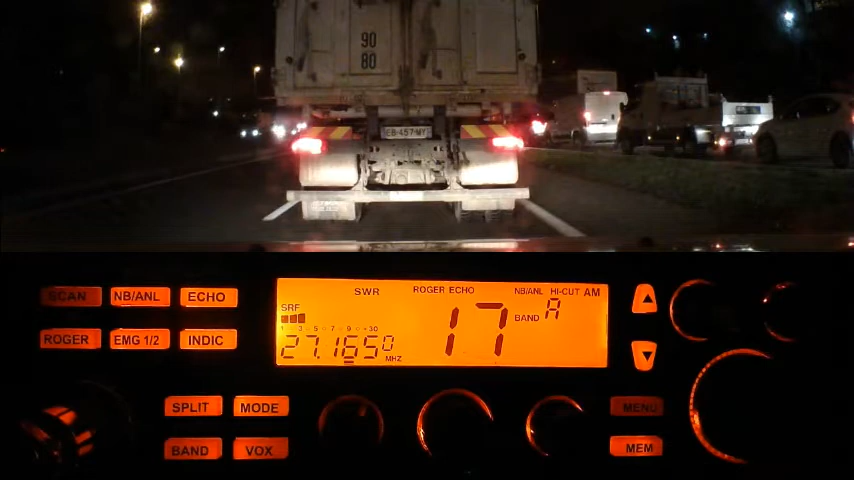 90
80
EB-457-MY
SCAN NB/ANL ECHO
ROGER EMG 1/2 INDIC
SPLIT MODE
BAND VOX
SWR ROGER ECHO NB/ANL HI-CUT AM
SRF
1 3 5 7 9 +30
27.1650 MHZ
17
BAND A
MENU
MEM